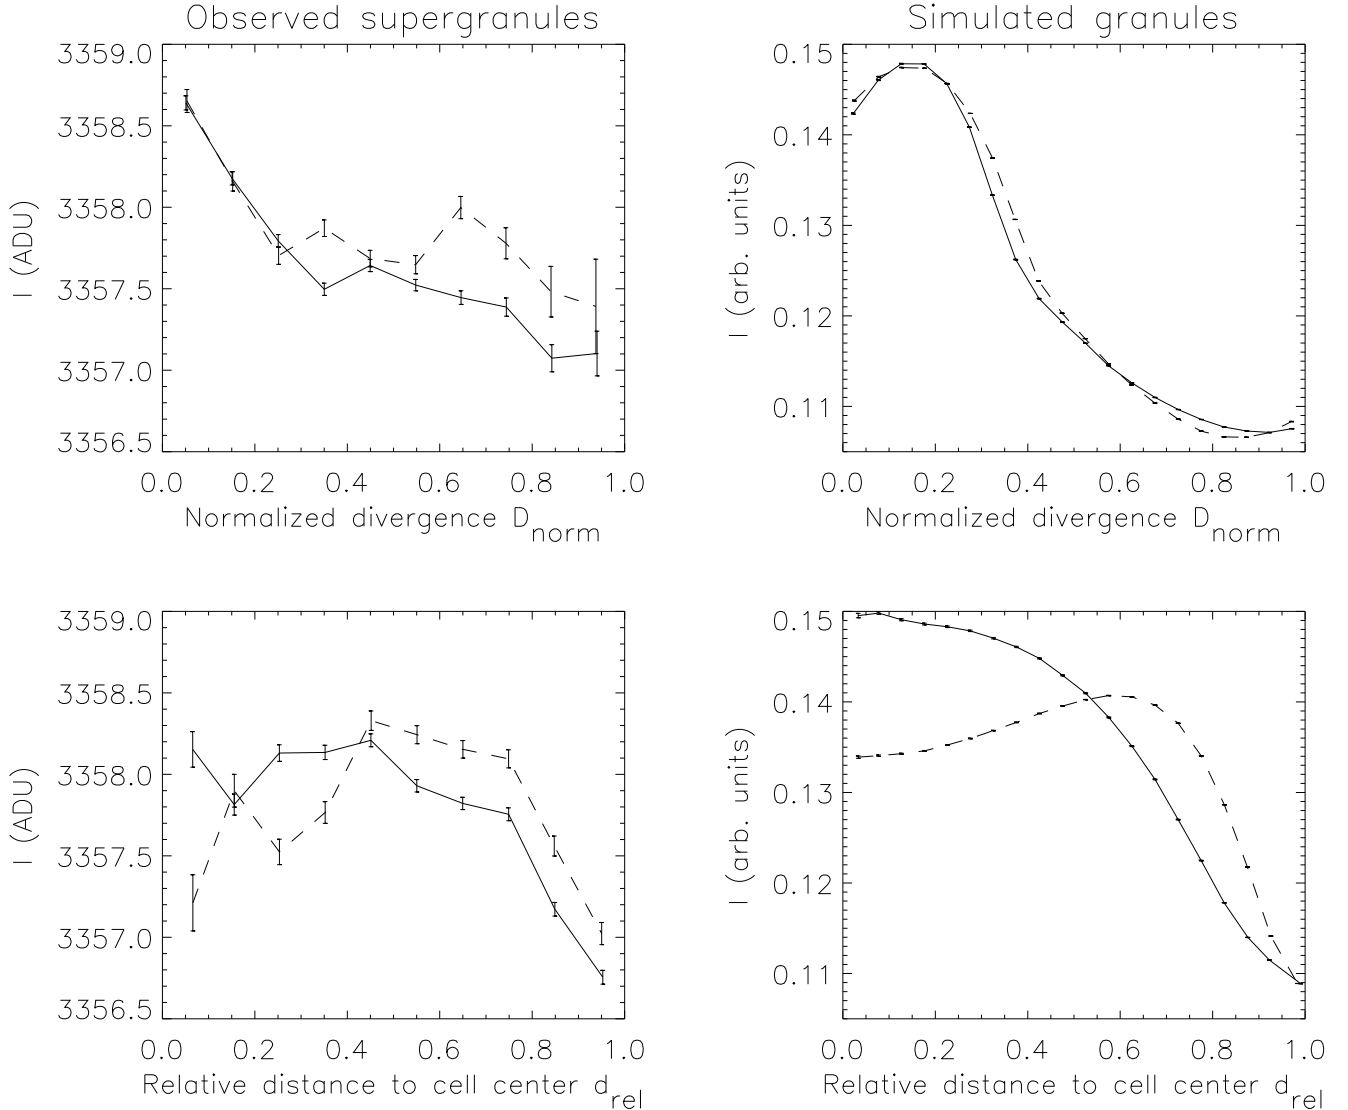 Observed supergranules
3359.0
3358.5
3358.0
3357.5
3357.0
3356.5
I (ADU)
0.0 0.2 0.4 0.6 0.8 1.0
Normalized divergence Dnorm
Simulated granules
0.15
0.14
0.13
0.12
0.11
I (arb. units)
0.0 0.2 0.4 0.6 0.8 1.0
Normalized divergence Dnorm
3359.0
3358.5
3358.0
3357.5
3357.0
3356.5
I (ADU)
0.0 0.2 0.4 0.6 0.8 1.0
Relative distance to cell center drel
0.15
0.14
0.13
0.12
0.11
I (arb. units)
0.0 0.2 0.4 0.6 0.8 1.0
Relative distance to cell center drel